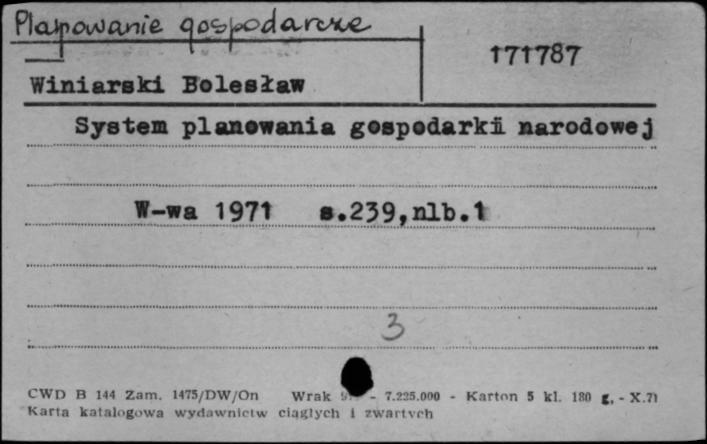 Planowanie gospodarcze
171787
Winiarski Bolesław
System planowania gospodarki narodowej
W-wa 1971 s.239,nlb.1
3
CWD B 144 Zam. 1475/DW/On Wrak - 7.225.000 - Karton 5 kl. 180 g, - X.71
Karta katalogowa wydawnictw ciągłych i zwartych